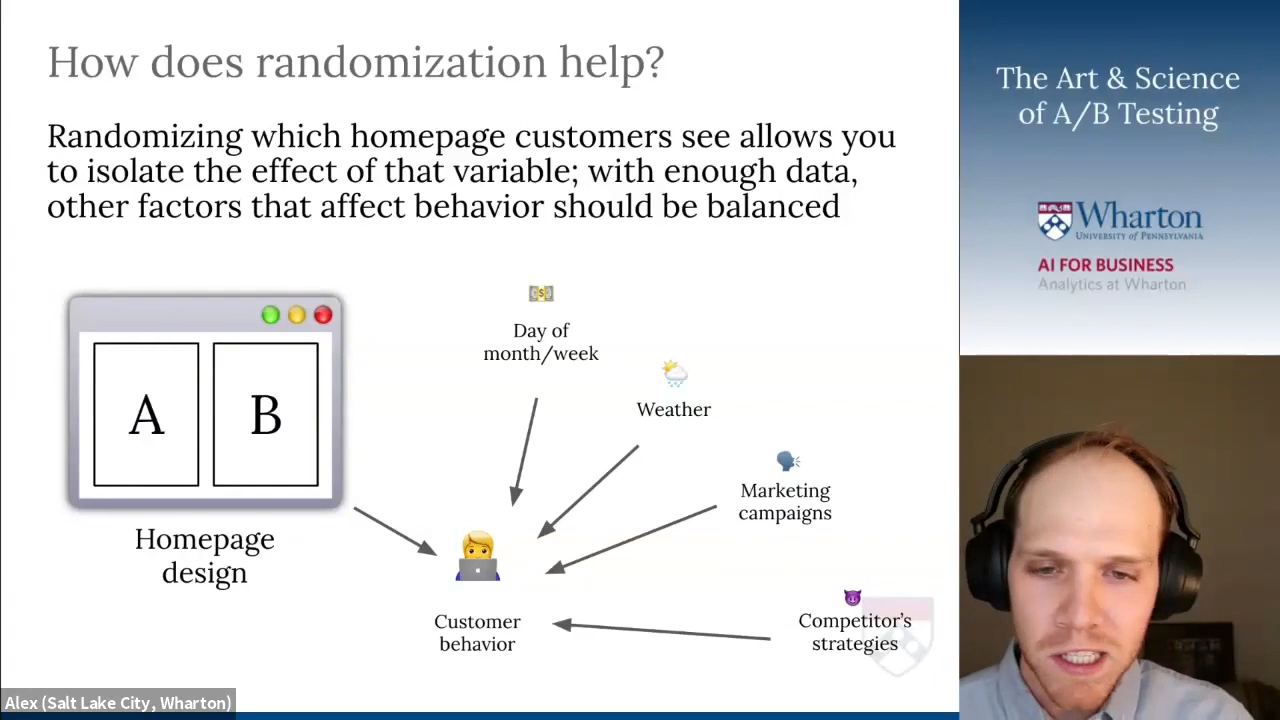 How does randomization help?
Randomizing which homepage customers see allows you
to isolate the effect of that variable; with enough data,
other factors that affect behavior should be balanced
A
B
Homepage
design
Day of
month/week
Weather
Marketing
campaigns
Competitor's
strategies
Customer
behavior
Alex (Salt Lake City, Wharton)
The Art & Science
of A/B Testing
Wharton
UNIVERSITY of PENNSYLVANIA
AI FOR BUSINESS
Analytics at Wharton